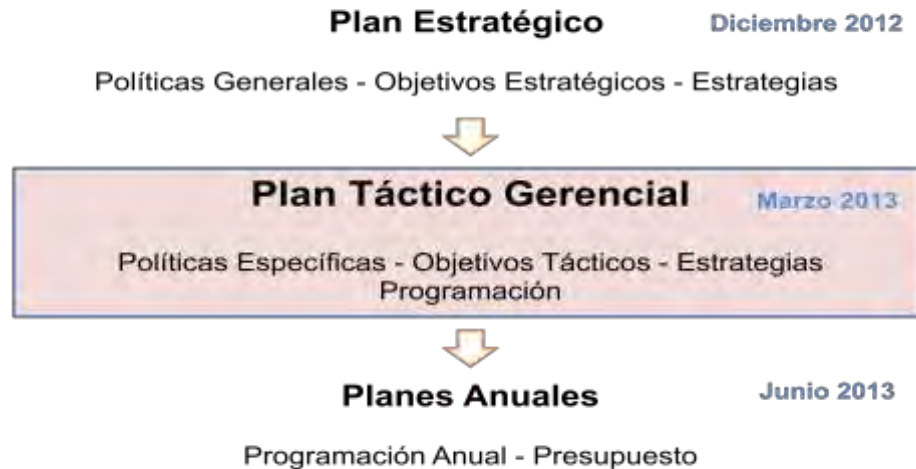 Plan Estratégico
Diciembre 2012
Políticas Generales - Objetivos Estratégicos - Estrategias
Plan Táctico Gerencial
Marzo 2013
Políticas Específicas - Objetivos Tácticos - Estrategias
Programación
Planes Anuales
Junio 2013
Programación Anual - Presupuesto